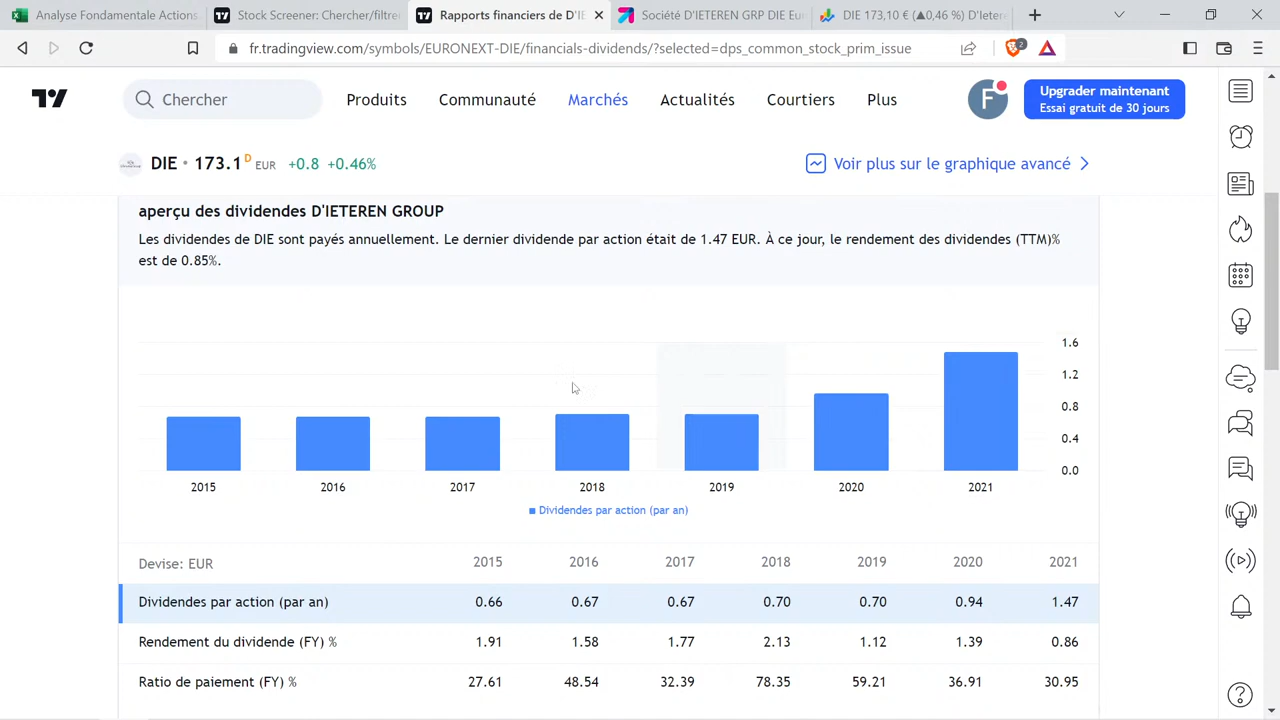 Analyse Fondamentale Actions
Stock Screener: Chercher/filtrer
Rapports financiers de D'IE
Société D'IETEREN GRP DIE Eur
DIE 173,10 € (▲0,46 %) D'Ieter
fr.tradingview.com/symbols/EURONEXT-DIE/financials-dividends/?selected=dps_common_stock_prim_issue
2
Chercher
Produits
Communauté
Marchés
Actualités
Courtiers
Plus
F
Upgrader maintenant
Essai gratuit de 30 jours
DIE • 173.1 D EUR +0.8 +0.46%
Voir plus sur le graphique avancé
aperçu des dividendes D'IETEREN GROUP
Les dividendes de DIE sont payés annuellement. Le dernier dividende par action était de 1.47 EUR. À ce jour, le rendement des dividendes (TTM)%
est de 0.85%.
1.6
1.2
0.8
0.4
0.0
2015 2016 2017 2018 2019 2020 2021
Dividendes par action (par an)
Devise: EUR 2015 2016 2017 2018 2019 2020 2021
Dividendes par action (par an) 0.66 0.67 0.67 0.70 0.70 0.94 1.47
Rendement du dividende (FY) % 1.91 1.58 1.77 2.13 1.12 1.39 0.86
Ratio de paiement (FY) % 27.61 48.54 32.39 78.35 59.21 36.91 30.95